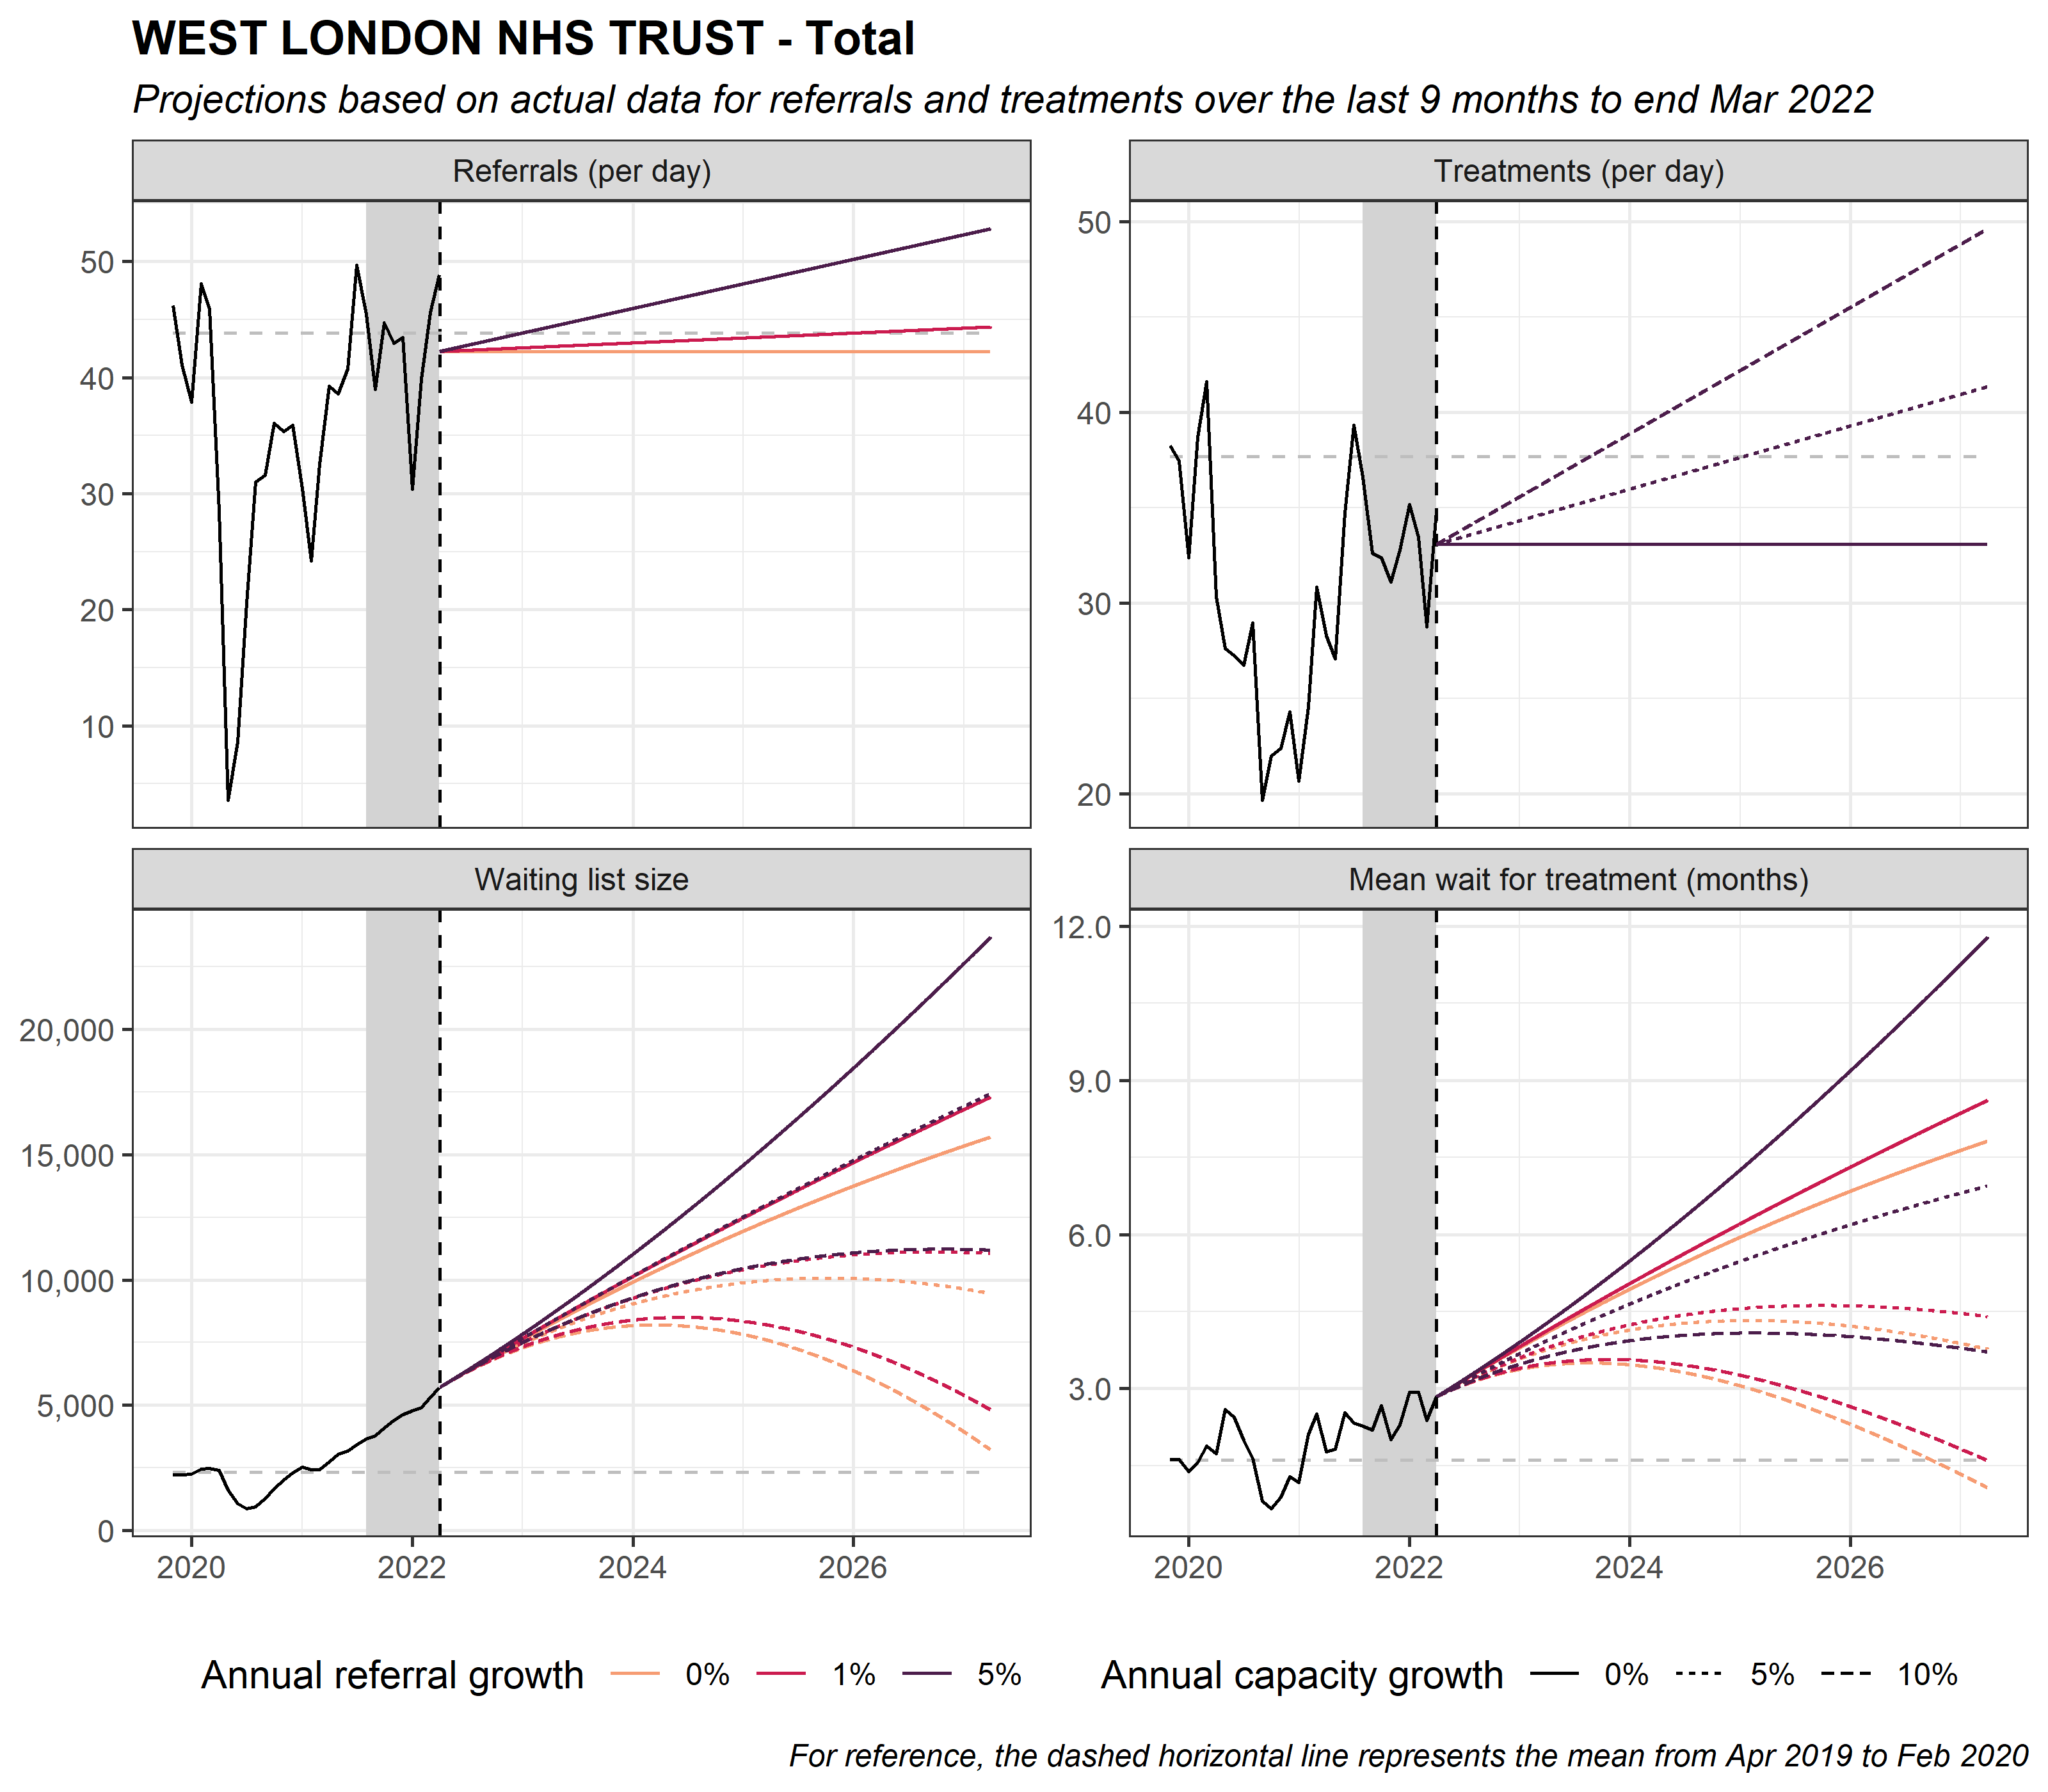 WEST LONDON NHS TRUST - Total
Projections based on actual data for referrals and treatments over the last 9 months to end Mar 2022
Referrals (per day)
50
40
30
20
10
Treatments (per day)
50
40
30
20
Waiting list size
20,000
15,000
10,000
5,000
0
2020 2022 2024 2026
Mean wait for treatment (months)
12.0
9.0
6.0
3.0
2020 2022 2024 2026
Annual referral growth 0% 1% 5%
Annual capacity growth 0% 5% 10%
For reference, the dashed horizontal line represents the mean from Apr 2019 to Feb 2020